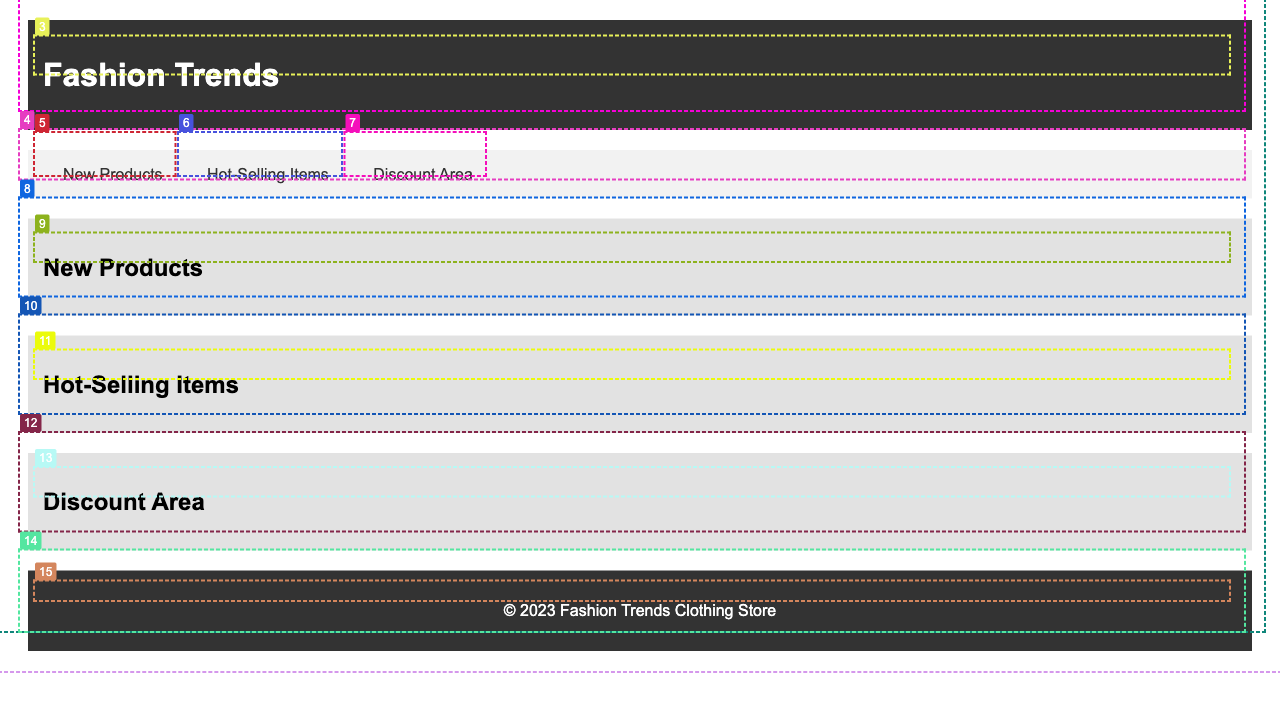 3
Fashion Trends
4
5
6
7
New Products
Hot-Selling Items
Discount Area
8
9
New Products
10
11
Hot-Selling Items
12
13
Discount Area
14
15
© 2023 Fashion Trends Clothing Store